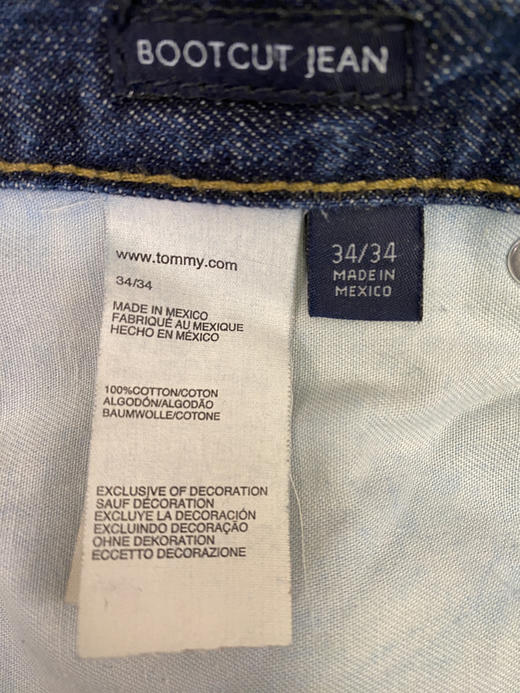 BOOTCUT JEAN
www.tommy.com
34/34
MADE IN MEXICO
FABRIQUÉ AU MEXIQUE
HECHO EN MÉXICO
100%COTTON/COTON
ALGODÓN/ALGODÃO
BAUMWOLLE/COTONE
EXCLUSIVE OF DECORATION
SAUF DÉCORATION
EXCLUYE LA DECORACIÓN
EXCLUINDO DECORAÇÃO
OHNE DEKORATION
ECCETTO DECORAZIONE
34/34
MADE IN
MEXICO